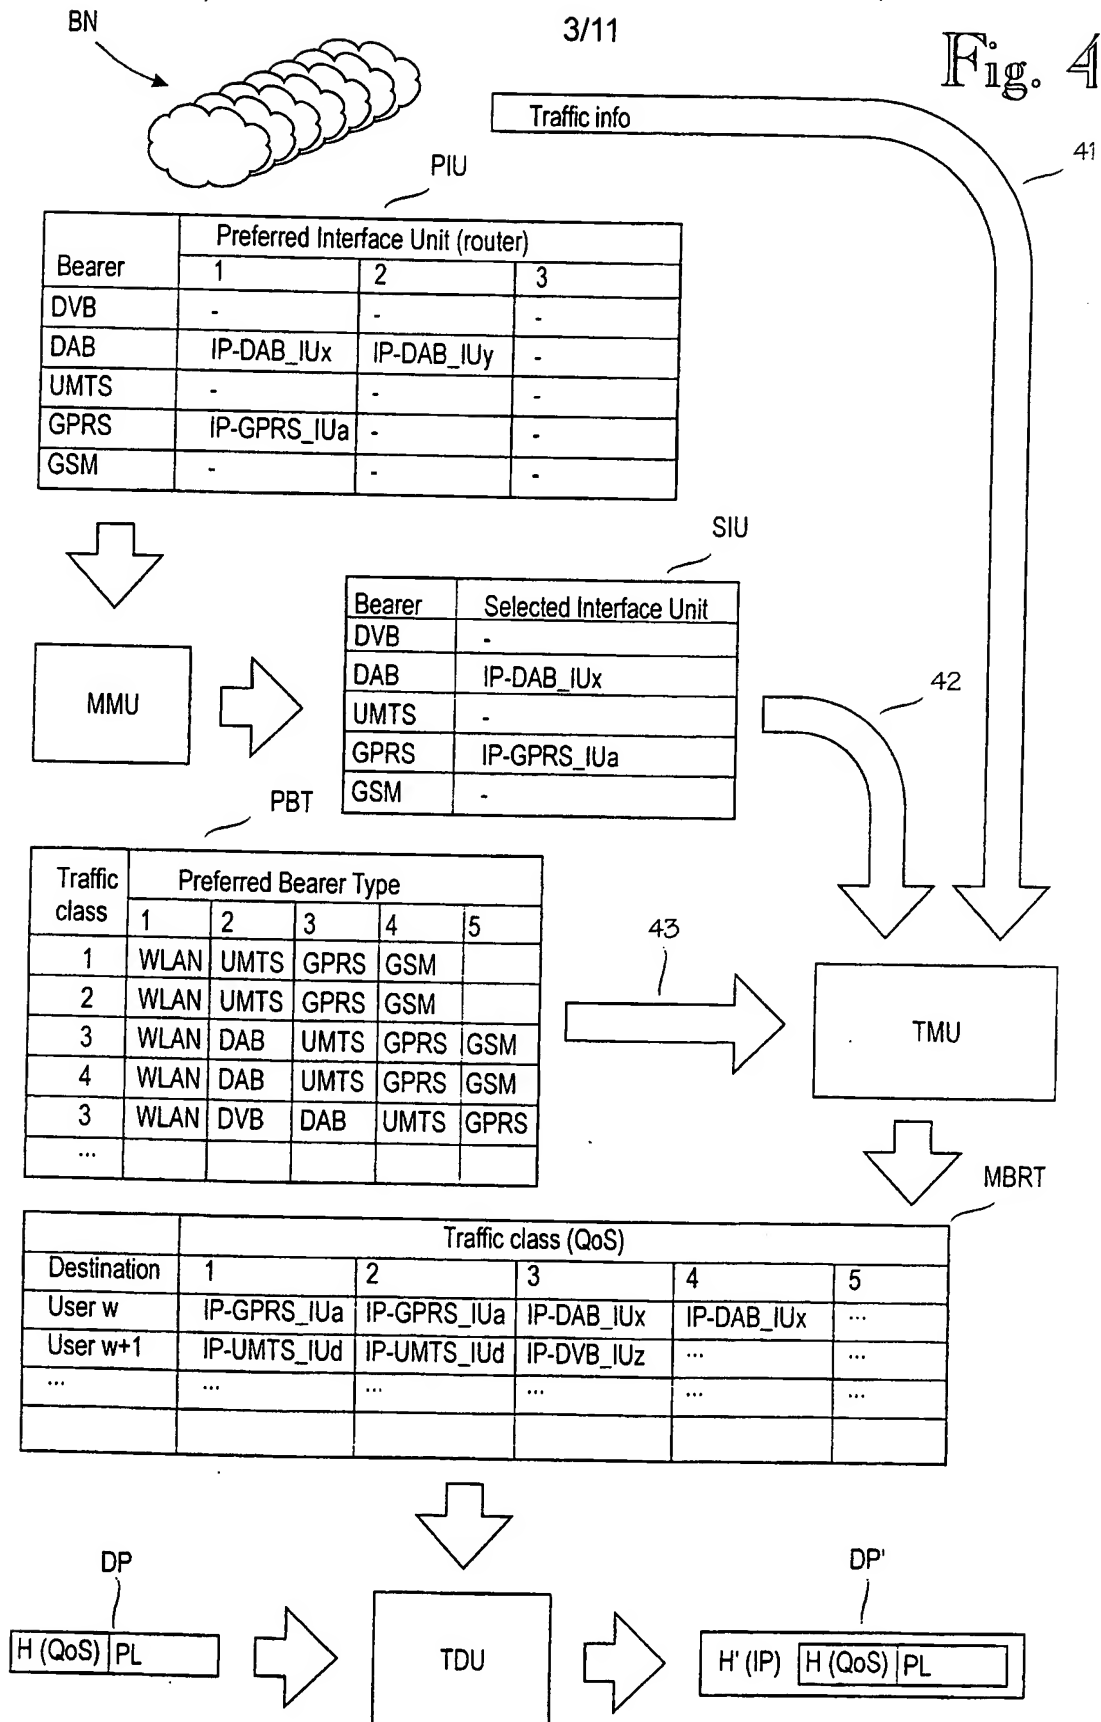 BN
3/11
Fig. 4
Traffic info
41
PIU
Preferred Interface Unit (router)
Bearer 1 2 3
DVB - - -
DAB IP-DAB_IUx IP-DAB_IUy -
UMTS - - -
GPRS IP-GPRS_IUa - -
GSM - - -
SIU
Bearer Selected Interface Unit
DVB -
DAB IP-DAB_IUx
UMTS -
GPRS IP-GPRS_IUa
GSM -
MMU
42
PBT
Traffic class Preferred Bearer Type
1 2 3 4 5
1 WLAN UMTS GPRS GSM
2 WLAN UMTS GPRS GSM
3 WLAN DAB UMTS GPRS GSM
4 WLAN DAB UMTS GPRS GSM
3 WLAN DVB DAB UMTS GPRS
...
43
TMU
MBRT
Traffic class (QoS)
Destination 1 2 3 4 5
User w IP-GPRS_IUa IP-GPRS_IUa IP-DAB_IUx IP-DAB_IUx ...
User w+1 IP-UMTS_IUd IP-UMTS_IUd IP-DVB_IUz ... ...
... ... ... ... ... ...
DP
H (QoS) PL
TDU
DP'
H' (IP) H (QoS) PL